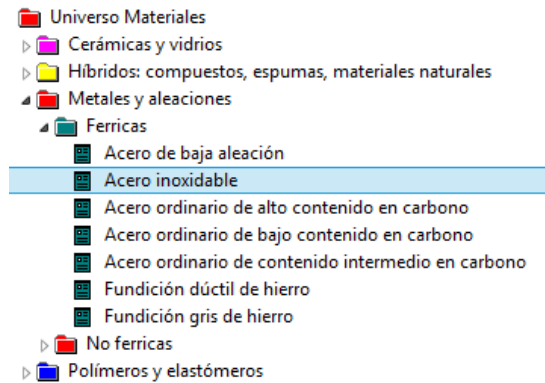 Universo Materiales
Cerámicas y vidrios
Híbridos: compuestos, espumas, materiales naturales
Metales y aleaciones
Ferricas
Acero de baja aleación
Acero inoxidable
Acero ordinario de alto contenido en carbono
Acero ordinario de bajo contenido en carbono
Acero ordinario de contenido intermedio en carbono
Fundición dúctil de hierro
Fundición gris de hierro
No ferricas
Polímeros y elastómeros